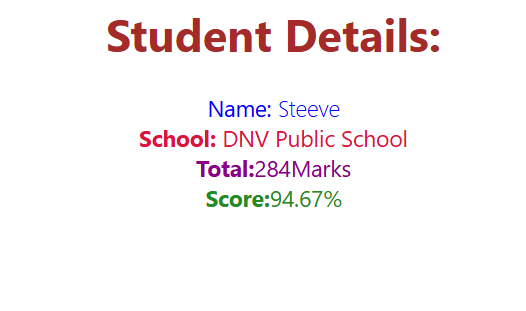 Student Details:
Name: Steeve
School: DNV Public School
Total:284Marks
Score:94.67%